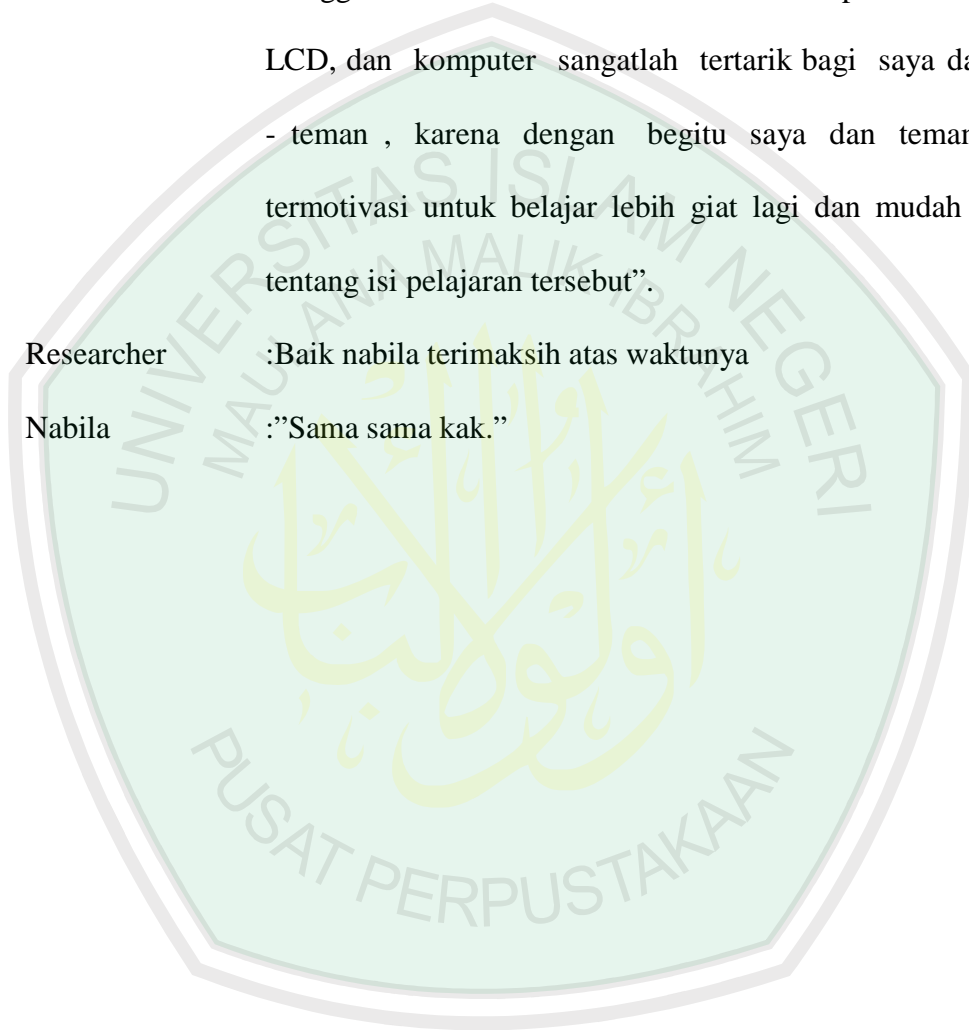 LCD, dan komputer sangatlah tertarik bagi saya
- teman , karena dengan begitu saya dan
termotivasi untuk belajar lebih giat lagi dan mudah
tentang isi pelajaran tersebut”.
Researcher :Baik nabila terimaksih atas waktunya
Nabila :”Sama sama kak.”
UNIVERSITAS ISLAM NEGERI
MAULANA MALIK IBRAHIM
أولوا الألباب
PUSAT PERPUSTAKAAN